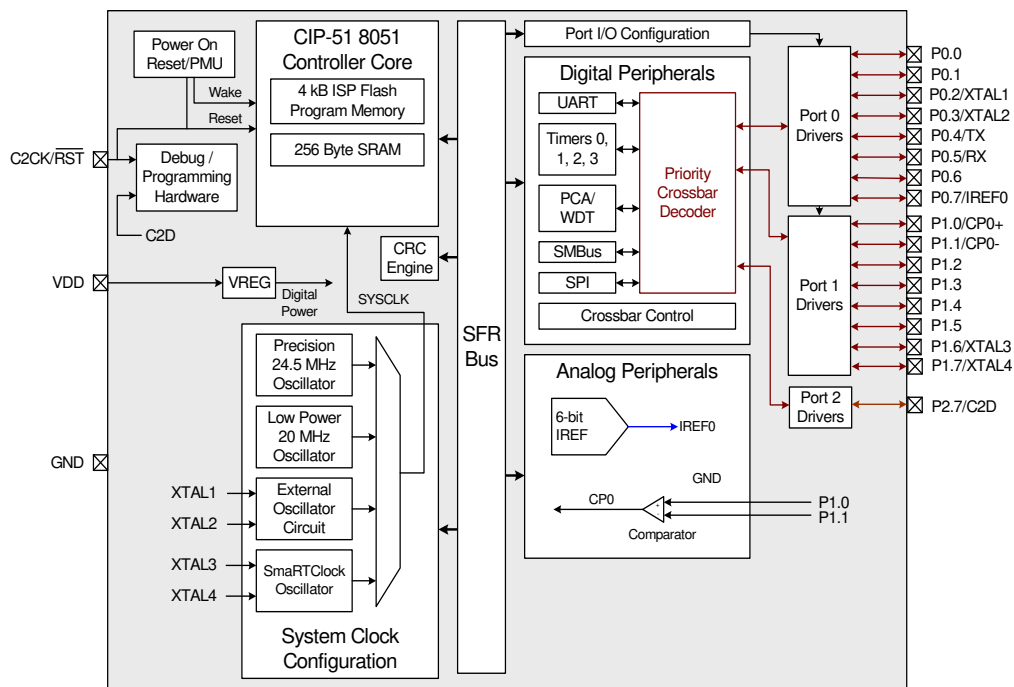 Power On
Reset/PMU
Wake
Reset
C2CK/RST
Debug /
Programming
Hardware
C2D
VDD
VREG
Digital
Power
GND
CIP-51 8051
Controller Core
4 kB ISP Flash
Program Memory
256 Byte SRAM
CRC
Engine
SYSCLK
Precision
24.5 MHz
Oscillator
Low Power
20 MHz
Oscillator
XTAL1
XTAL2
External
Oscillator
Circuit
XTAL3
XTAL4
SmaRTClock
Oscillator
System Clock
Configuration
SFR
Bus
Port I/O Configuration
Digital Peripherals
UART
Timers 0,
1, 2, 3
PCA/
WDT
SMBus
SPI
Priority
Crossbar
Decoder
Crossbar Control
Analog Peripherals
6-bit
IREF
IREF0
GND
CP0
+
-
Comparator
P1.0
P1.1
Port 0
Drivers
Port 1
Drivers
Port 2
Drivers
P0.0
P0.1
P0.2/XTAL1
P0.3/XTAL2
P0.4/TX
P0.5/RX
P0.6
P0.7/IREF0
P1.0/CP0+
P1.1/CP0-
P1.2
P1.3
P1.4
P1.5
P1.6/XTAL3
P1.7/XTAL4
P2.7/C2D